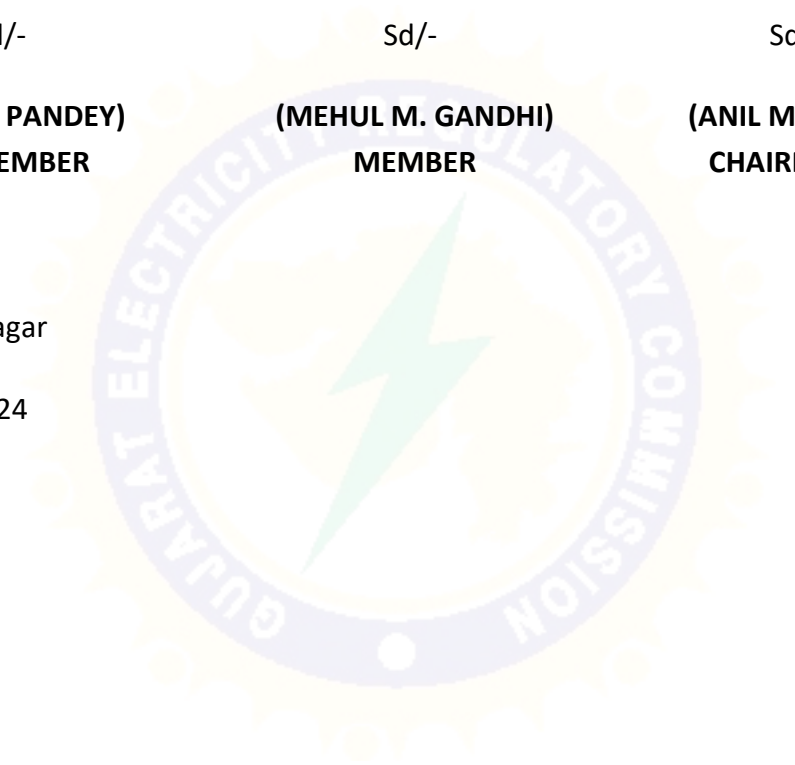 /- Sd/- Sd
PANDEY) (MEHUL M. GANDHI) (ANIL M
EMBER MEMBER CHAIR
agar
24
GUJARAT ELECTRICITY REGULATORY COMMISSION